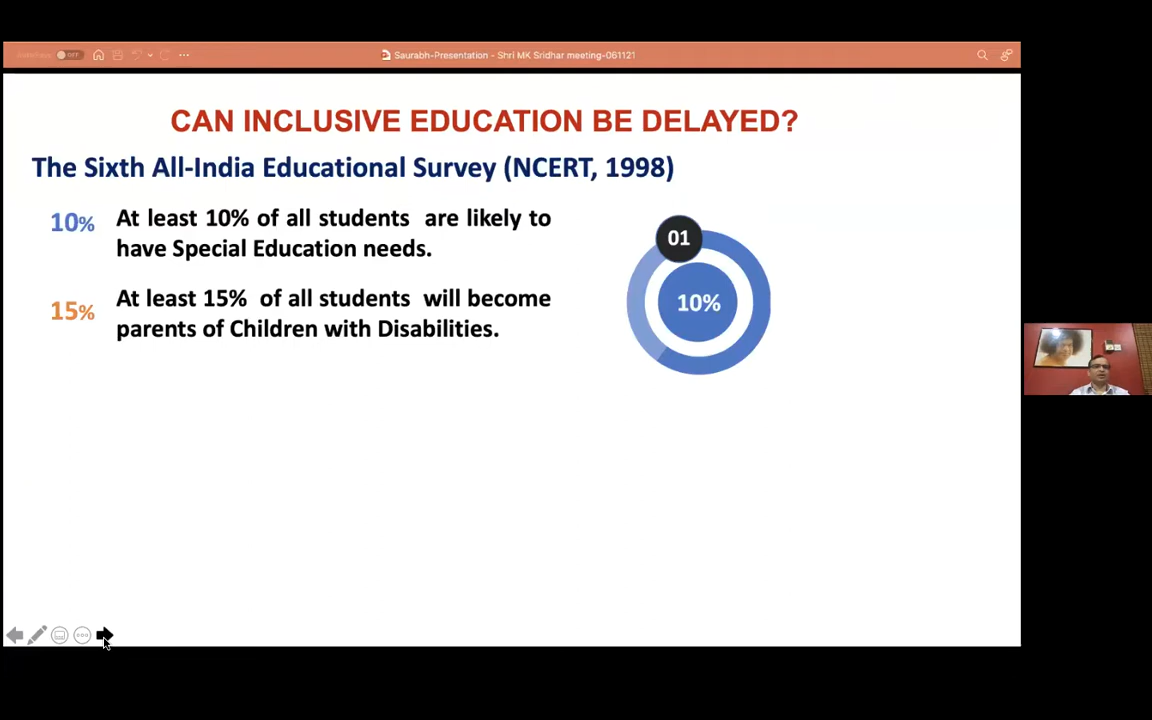 OFF
Saurabh-Presentation - Shri MK Sridhar meeting-061121
CAN INCLUSIVE EDUCATION BE DELAYED?
The Sixth All-India Educational Survey (NCERT, 1998)
10% At least 10% of all students are likely to
have Special Education needs.
15% At least 15% of all students will become
parents of Children with Disabilities.
01
10%